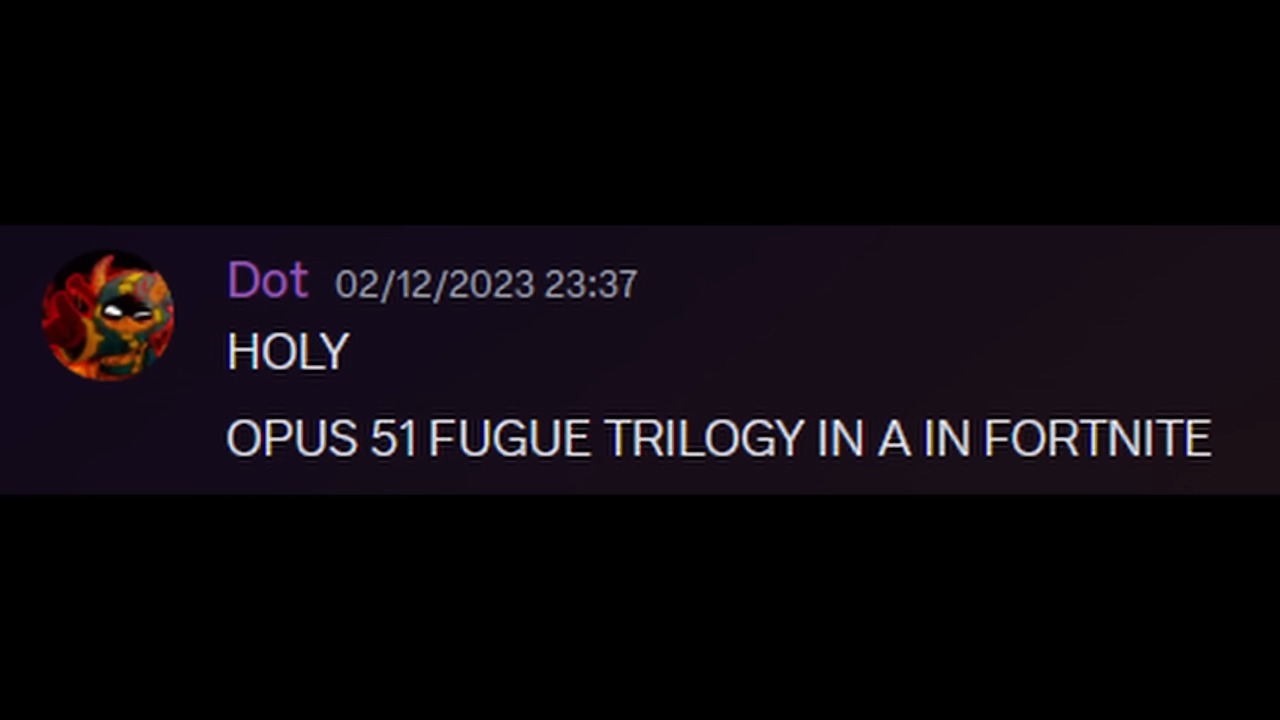 Dot 02/12/2023 23:37
HOLY
OPUS 51 FUGUE TRILOGY IN A IN FORTNITE